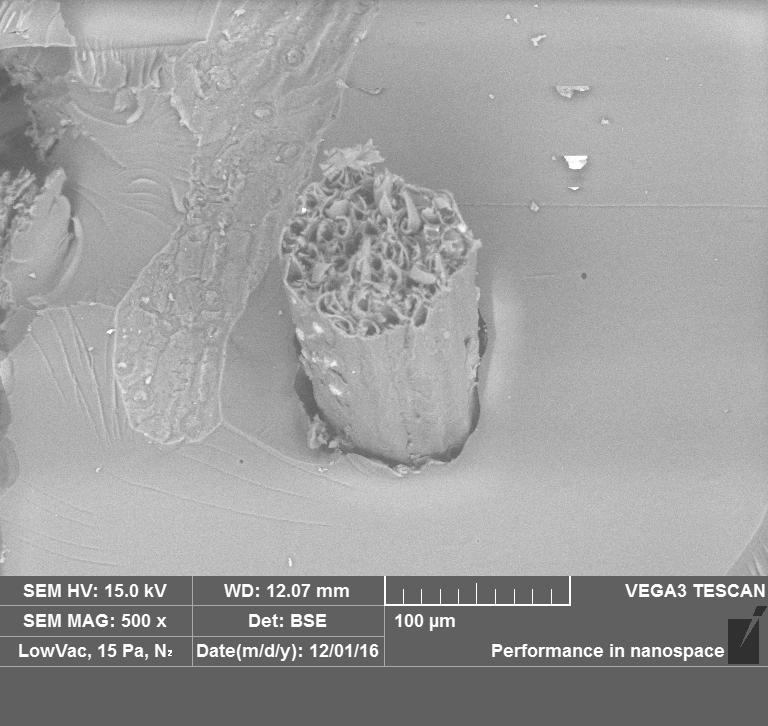 SEM HV: 15.0 kV WD: 12.07 mm VEGA3 TESCAN
SEM MAG: 500 x Det: BSE 100 µm
LowVac, 15 Pa, N₂ Date(m/d/y): 12/01/16 Performance in nanospace